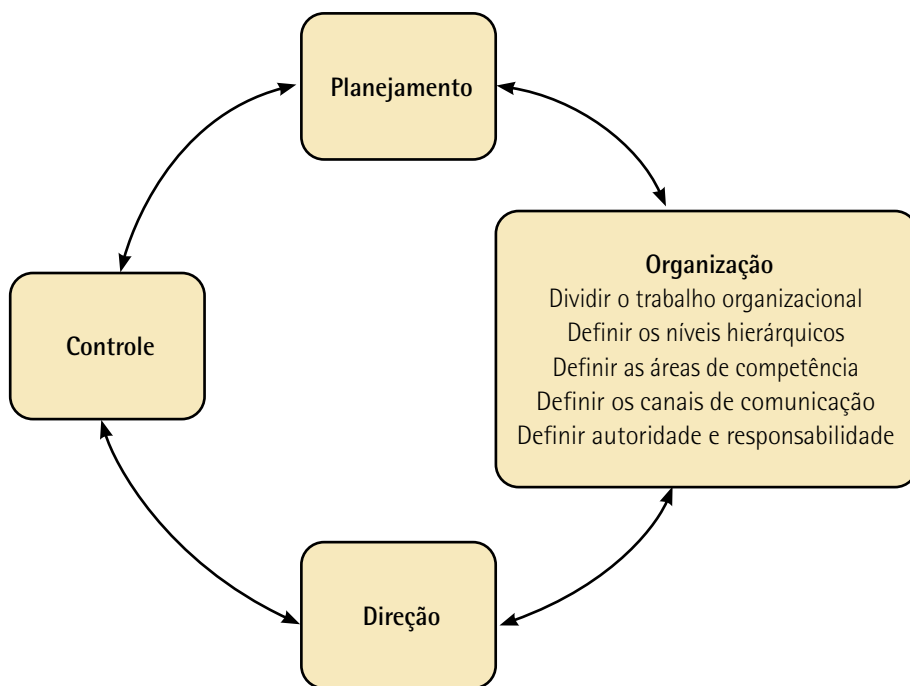 Planejamento
Organização
Dividir o trabalho organizacional
Definir os níveis hierárquicos
Definir as áreas de competência
Definir os canais de comunicação
Definir autoridade e responsabilidade
Controle
Direção